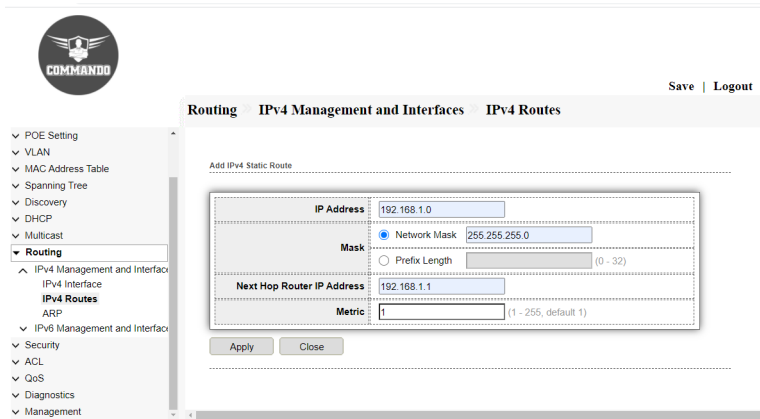 COMMANDO
Save | Logout
Routing » IPv4 Management and Interfaces » IPv4 Routes
POE Setting
VLAN
MAC Address Table
Spanning Tree
Discovery
DHCP
Multicast
Routing
IPv4 Management and Interface
IPv4 Interface
IPv4 Routes
ARP
IPv6 Management and Interface
Security
ACL
QoS
Diagnostics
Management
Add IPv4 Static Route
IP Address 192.168.1.0
Mask
Network Mask 255.255.255.0
Prefix Length (0 - 32)
Next Hop Router IP Address 192.168.1.1
Metric 1 (1 - 255, default 1)
Apply Close